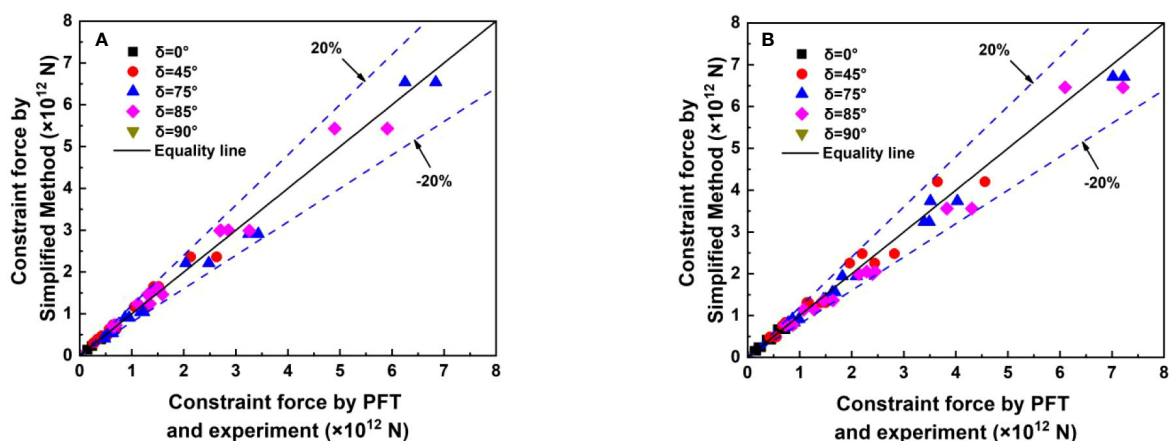 A
δ=0°
δ=45°
δ=75°
δ=85°
δ=90°
Equality line
20%
-20%
8
7
6
5
4
3
2
1
0
0 1 2 3 4 5 6 7 8
Constraint force by
Simplified Method (×10¹² N)
Constraint force by PFT
and experiment (×10¹² N)
B
δ=0°
δ=45°
δ=75°
δ=85°
δ=90°
Equality line
20%
-20%
8
7
6
5
4
3
2
1
0
0 1 2 3 4 5 6 7 8
Constraint force by
Simplified Method (×10¹² N)
Constraint force by PFT
and experiment (×10¹² N)